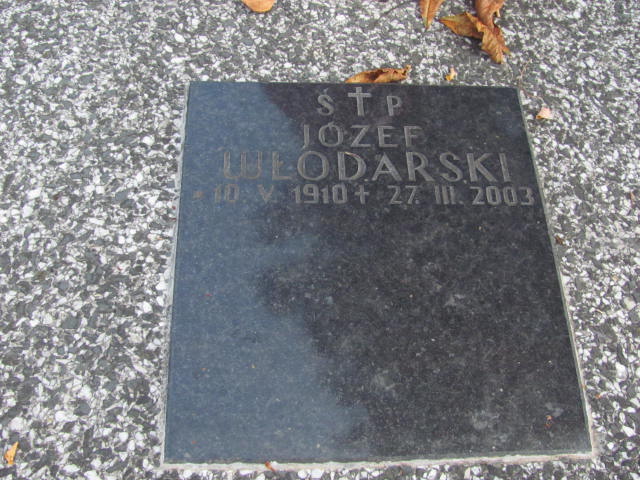 Ś✝P
JÓZEF
WŁODARSKI
* 10 V. 1910 ✝ 27. III. 2003